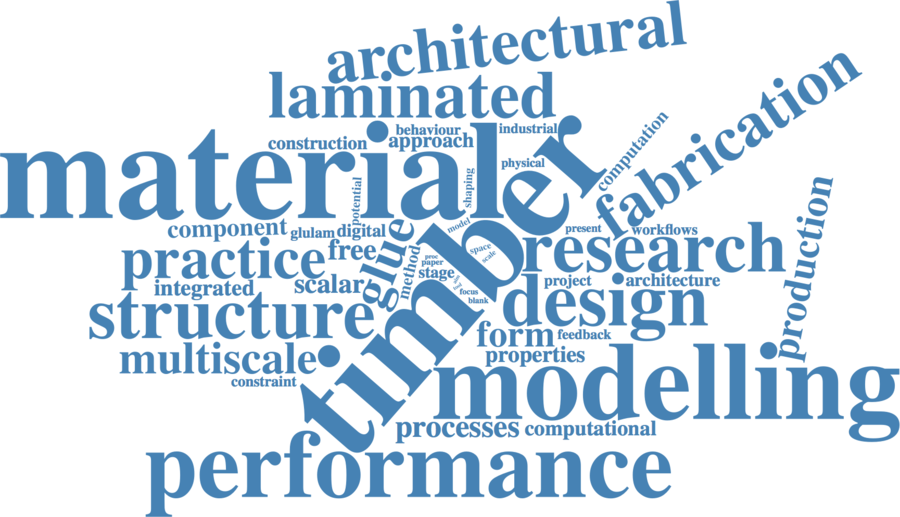 architectural
laminated
fabrication
behaviour
industrial
construction
approach
computation
material
timber
physical
shaping
potential
component
glulam
digital
glue
model
present
workflows
production
practice
free
method
space
scale
research
proc
paper
stage
integrated
scalar
focus
blank
project
architecture
structure
design
form
feedback
multiscale
properties
constraint
modelling
processes
computational
performance